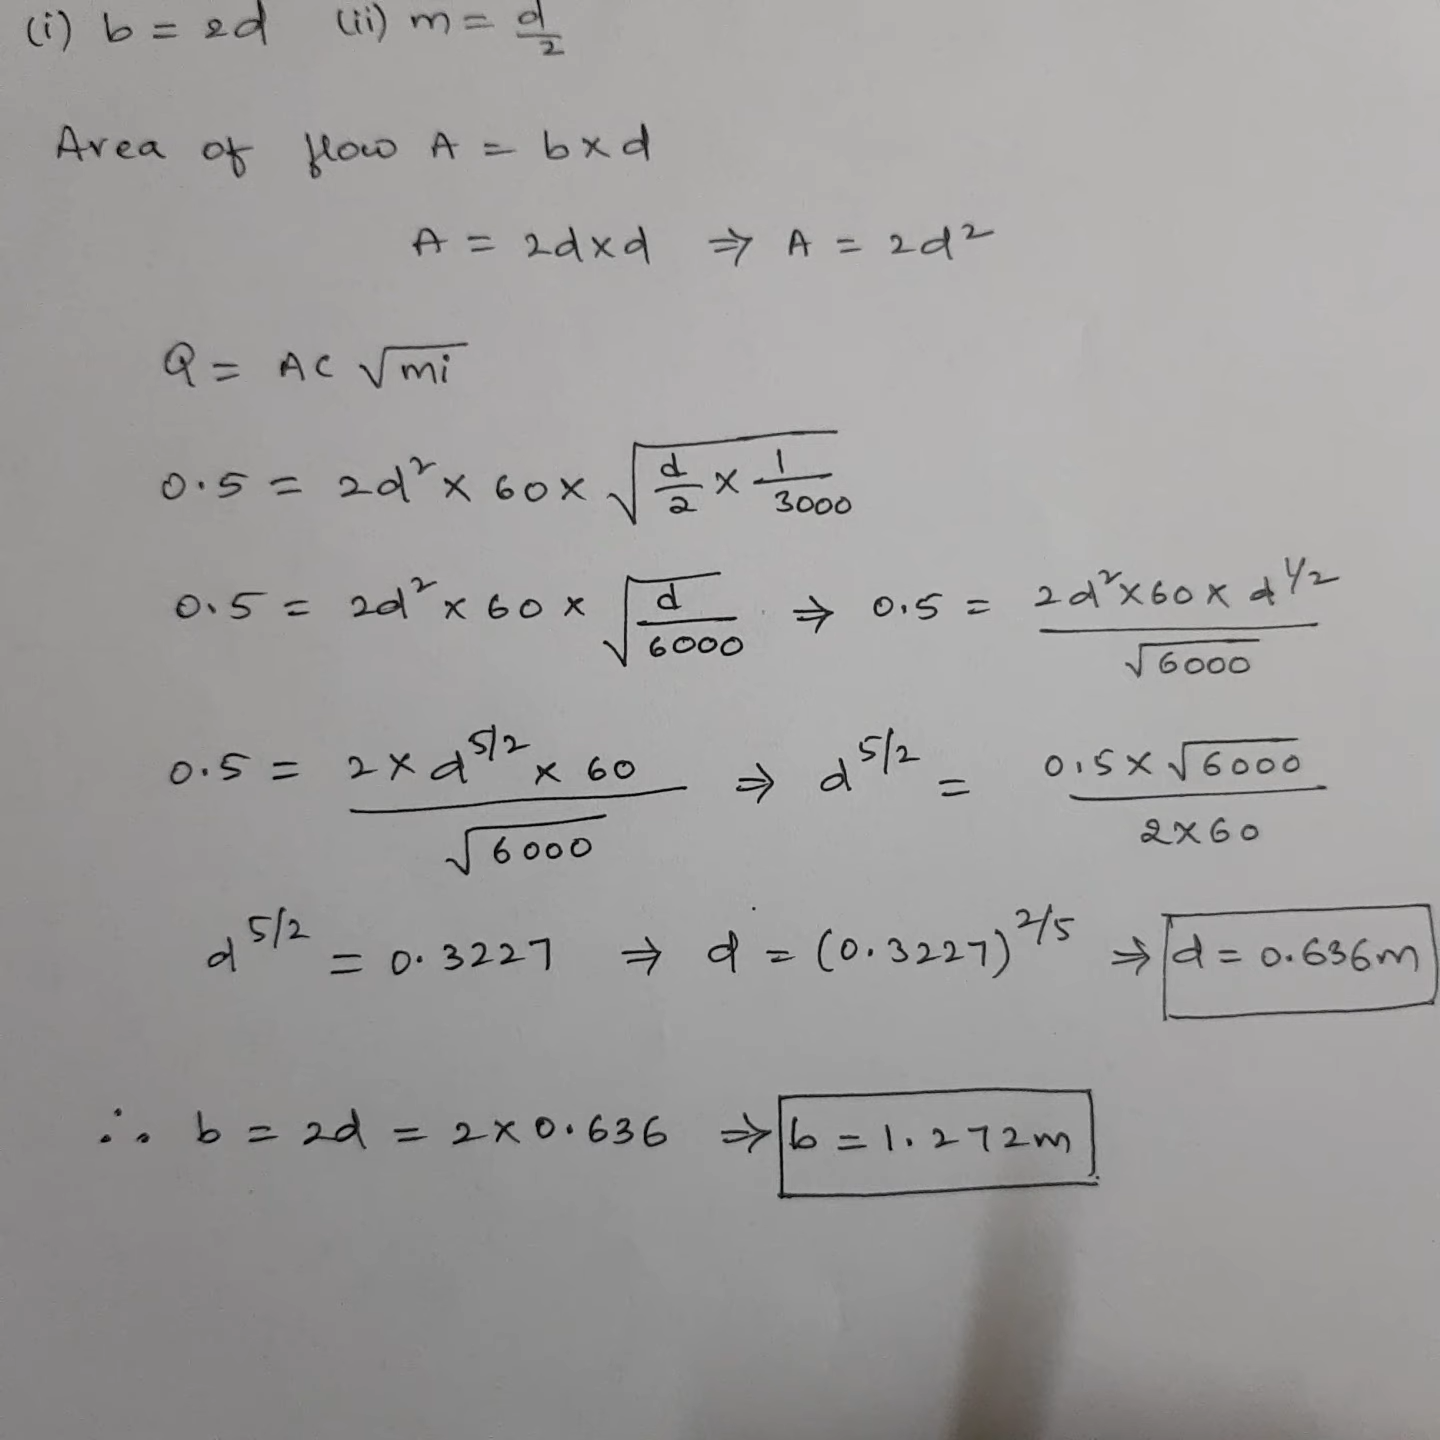 (i) b = 2d (ii) m = d/2
Area of flow A = b×d
A = 2d×d ⇒ A = 2d²
Q = AC √mi
0.5 = 2d² × 60 × √(d/2 × 1/3000)
0.5 = 2d² × 60 × √(d/6000) ⇒ 0.5 = (2d²×60×d^1/2)/√6000
0.5 = (2×d^5/2 × 60)/√6000 ⇒ d^5/2 = (0.5×√6000)/(2×60)
d^5/2 = 0.3227 ⇒ d = (0.3227)^2/5 ⇒ d = 0.636m
∴ b = 2d = 2×0.636 ⇒ b = 1.272m